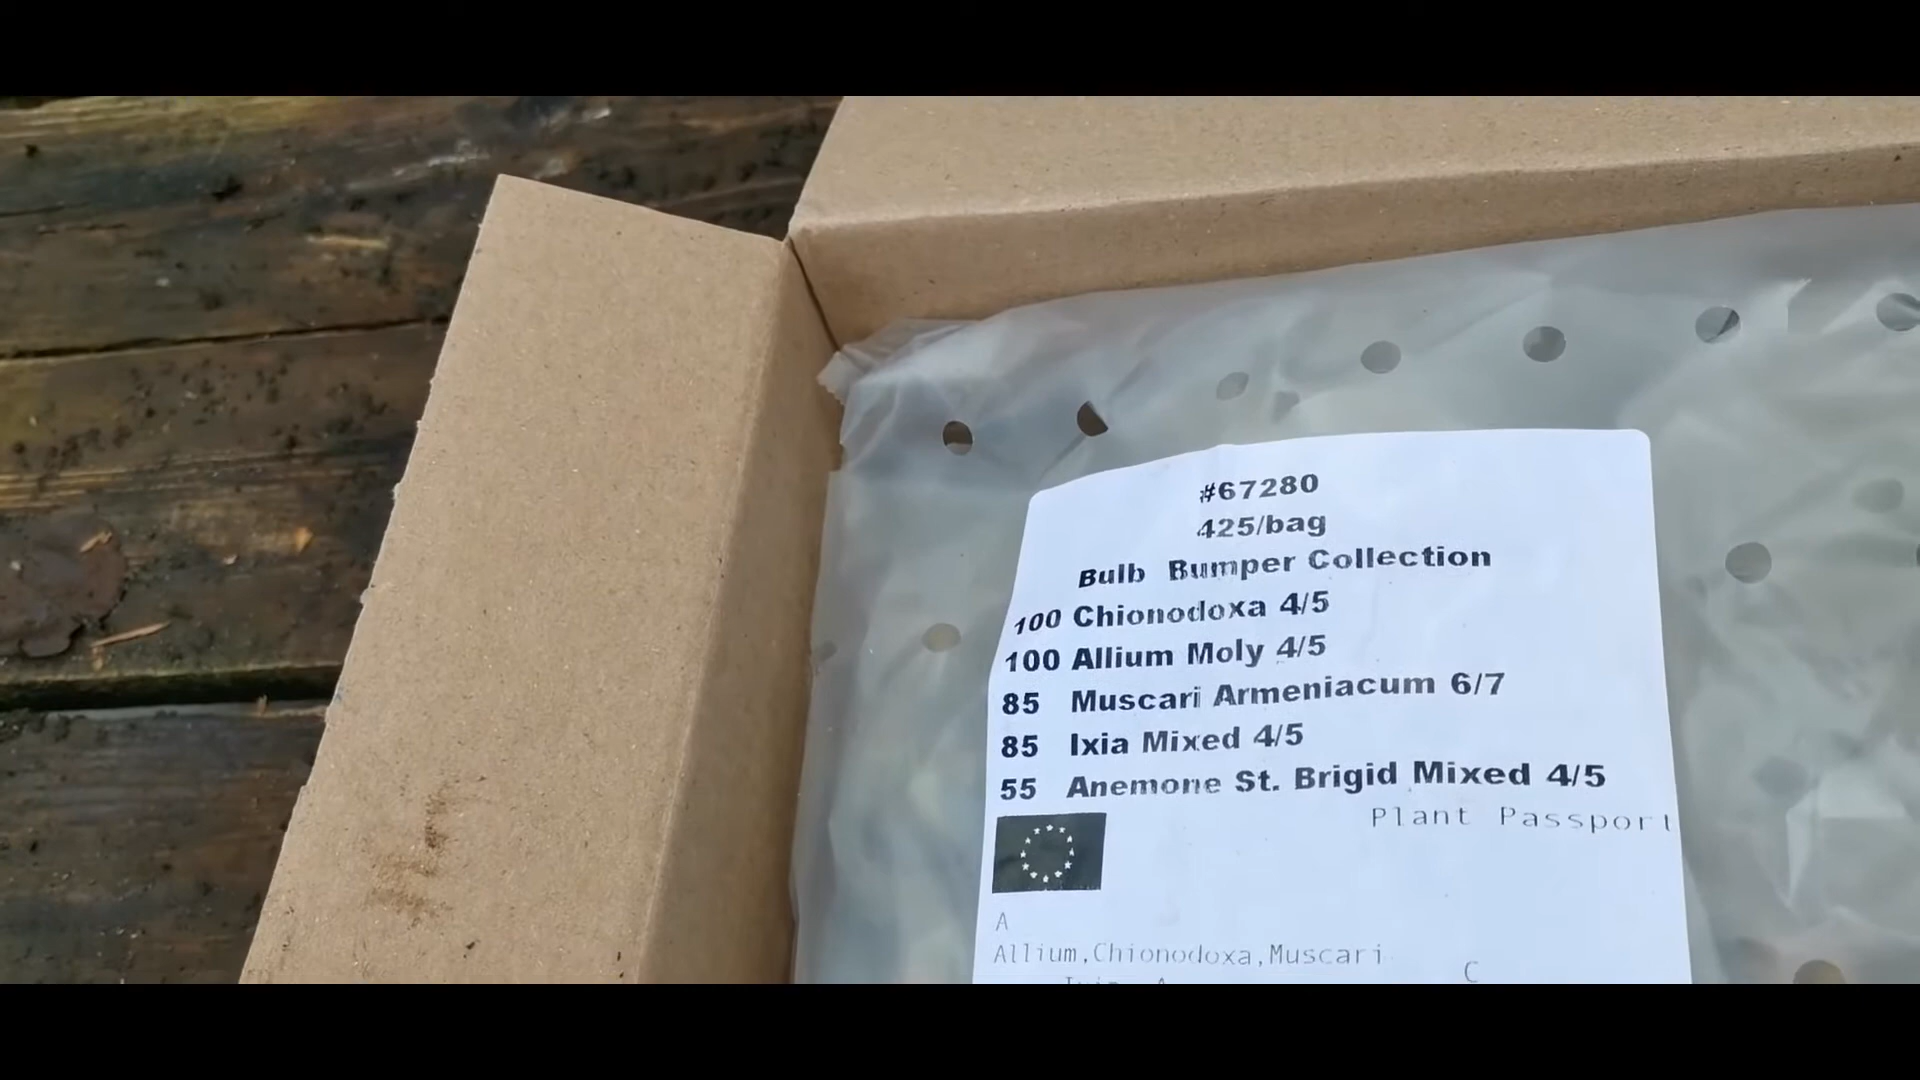 #67280
425/bag
Bulb Bumper Collection
100 Chionodoxa 4/5
100 Allium Moly 4/5
85 Muscari Armeniacum 6/7
85 Ixia Mixed 4/5
55 Anemone St. Brigid Mixed 4/5
Plant Passport
A
Allium,Chionodoxa,Muscari
C